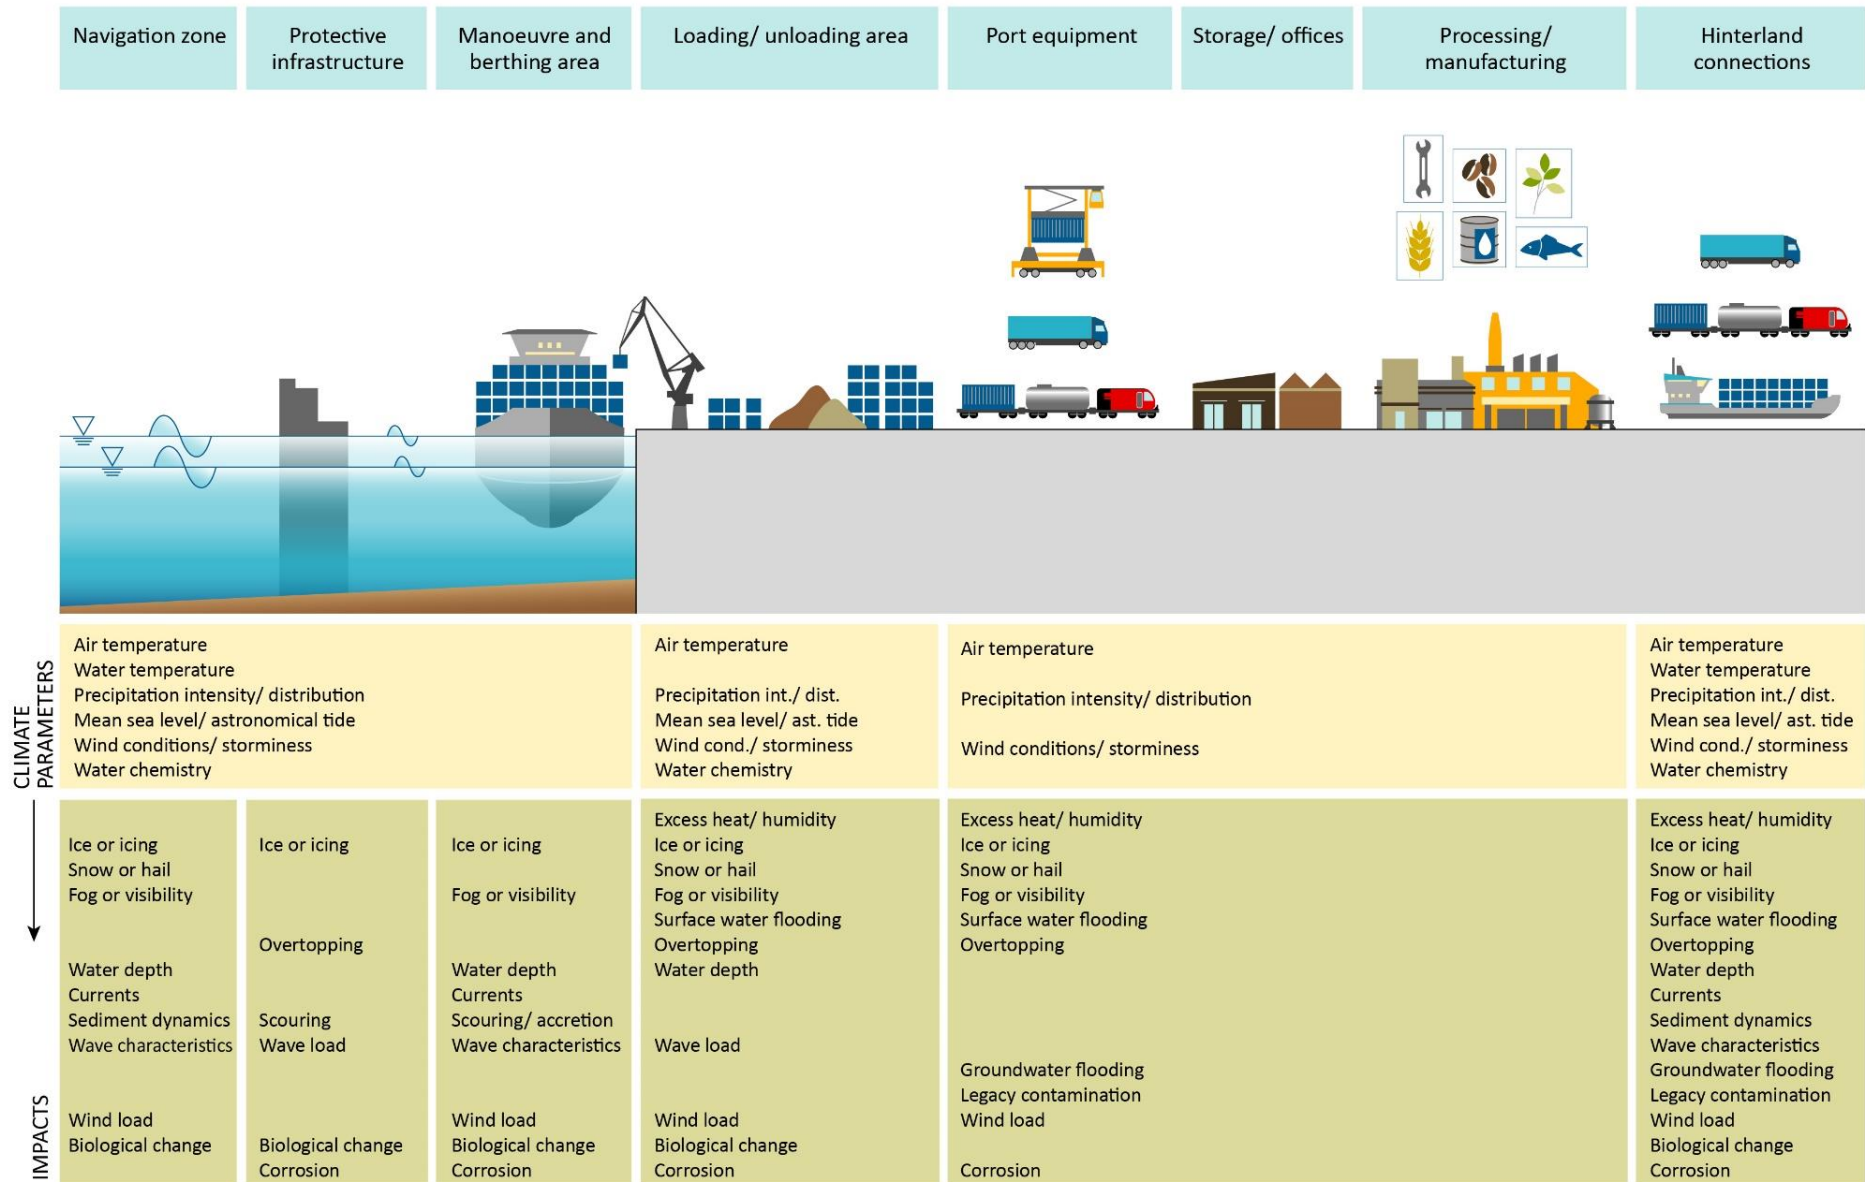 Navigation zone
Protective
infrastructure
Manoeuvre and
berthing area
Loading/ unloading area
Port equipment
Storage/ offices
Processing/
manufacturing
Hinterland
connections
CLIMATE
PARAMETERS
Air temperature
Water temperature
Precipitation intensity/ distribution
Mean sea level/ astronomical tide
Wind conditions/ storminess
Water chemistry
Air temperature
Precipitation int./ dist.
Mean sea level/ ast. tide
Wind cond./ storminess
Water chemistry
Air temperature
Precipitation intensity/ distribution
Wind conditions/ storminess
Air temperature
Water temperature
Precipitation int./ dist.
Mean sea level/ ast. tide
Wind cond./ storminess
Water chemistry
IMPACTS
Ice or icing
Snow or hail
Fog or visibility
Water depth
Currents
Sediment dynamics
Wave characteristics
Wind load
Biological change
Ice or icing
Overtopping
Scouring
Wave load
Biological change
Corrosion
Ice or icing
Fog or visibility
Water depth
Currents
Scouring/ accretion
Wave characteristics
Wind load
Biological change
Corrosion
Excess heat/ humidity
Ice or icing
Snow or hail
Fog or visibility
Surface water flooding
Overtopping
Water depth
Wave load
Wind load
Biological change
Corrosion
Excess heat/ humidity
Ice or icing
Snow or hail
Fog or visibility
Surface water flooding
Overtopping
Groundwater flooding
Legacy contamination
Wind load
Corrosion
Excess heat/ humidity
Ice or icing
Snow or hail
Fog or visibility
Surface water flooding
Overtopping
Water depth
Currents
Sediment dynamics
Wave characteristics
Groundwater flooding
Legacy contamination
Wind load
Biological change
Corrosion